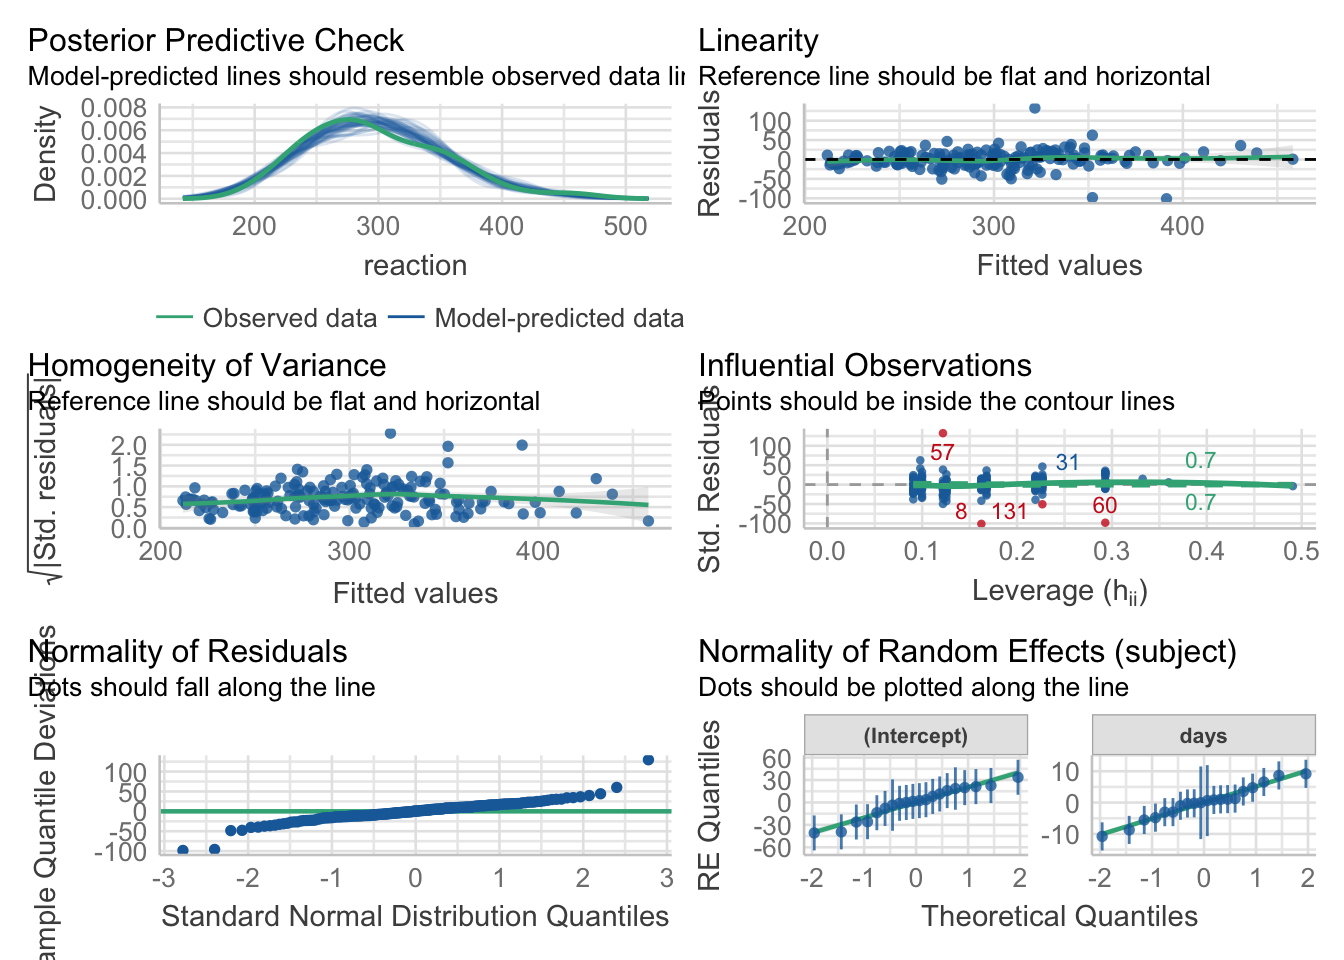 Posterior Predictive Check
Model-predicted lines should resemble observed data lin
Density
0.008
0.006
0.004
0.002
0.000
200 300 400 500
reaction
Observed data Model-predicted data
Linearity
Reference line should be flat and horizontal
Residuals
100
50
0
-50
-100
200 300 400
Fitted values
Homogeneity of Variance
Reference line should be flat and horizontal
√|Std. residuals|
2.0
1.5
1.0
0.5
0.0
200 300 400
Fitted values
Influential Observations
Points should be inside the contour lines
Std. Residuals
100
50
0
-50
-100
57
31
0.7
0.7
8
131
60
0.0 0.1 0.2 0.3 0.4 0.5
Leverage (hii)
Normality of Residuals
Dots should fall along the line
ample Quantile Deviations
100
50
0
-50
-100
-3 -2 -1 0 1 2 3
Standard Normal Distribution Quantiles
Normality of Random Effects (subject)
Dots should be plotted along the line
RE Quantiles
(Intercept)
60
30
0
-30
-60
-2 -1 0 1 2
days
10
0
-10
-2 -1 0 1 2
Theoretical Quantiles